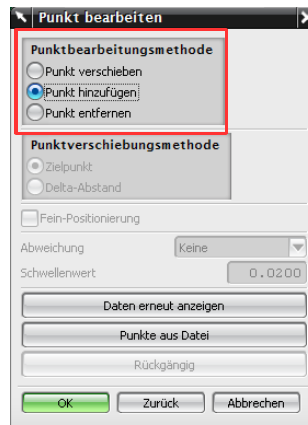 Punkt bearbeiten
Punktbearbeitungsmethode
Punkt verschieben
Punkt hinzufügen
Punkt entfernen
Punktverschiebungsmethode
Zielpunkt
Delta-Abstand
Fein-Positionierung
Abweichung Keine
Schwellenwert 0.0200
Daten erneut anzeigen
Punkte aus Datei
Rückgängig
OK Zurück Abbrechen